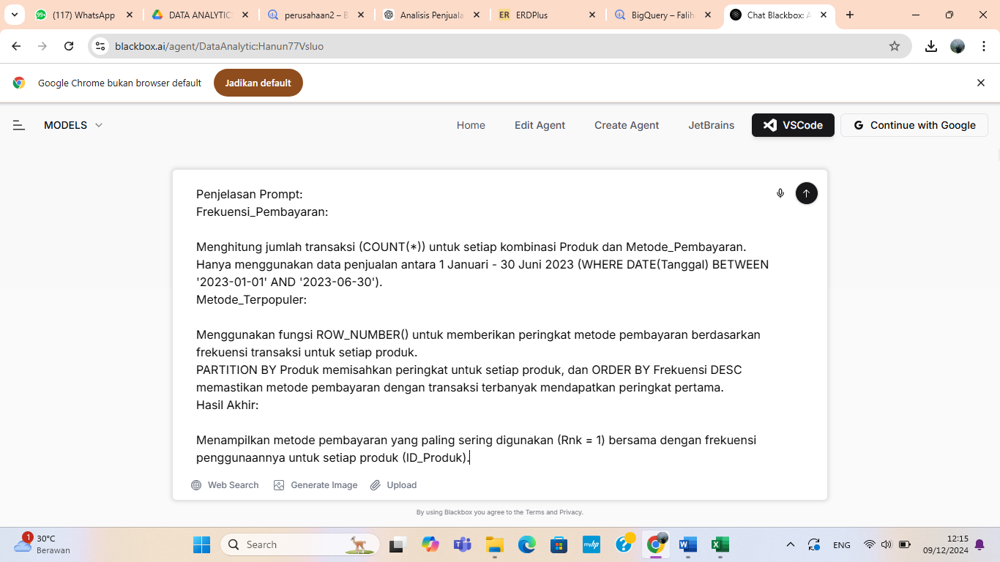 99+
(117) WhatsApp
DATA ANALYTIC
perusahaan2 – B
Analisis Penjuala
ER
ERDPlus
BigQuery – Falih
Chat Blackbox: A
blackbox.ai/agent/DataAnalytic:Hanun77Vsluo
Google Chrome bukan browser default
Jadikan default
MODELS
Home
Edit Agent
Create Agent
JetBrains
VSCode
G Continue with Google
Penjelasan Prompt:
Frekuensi_Pembayaran:
Menghitung jumlah transaksi (COUNT(*)) untuk setiap kombinasi Produk dan Metode_Pembayaran.
Hanya menggunakan data penjualan antara 1 Januari - 30 Juni 2023 (WHERE DATE(Tanggal) BETWEEN
'2023-01-01' AND '2023-06-30').
Metode_Terpopuler:
Menggunakan fungsi ROW_NUMBER() untuk memberikan peringkat metode pembayaran berdasarkan
frekuensi transaksi untuk setiap produk.
PARTITION BY Produk memisahkan peringkat untuk setiap produk, dan ORDER BY Frekuensi DESC
memastikan metode pembayaran dengan transaksi terbanyak mendapatkan peringkat pertama.
Hasil Akhir:
Menampilkan metode pembayaran yang paling sering digunakan (Rnk = 1) bersama dengan frekuensi
penggunaannya untuk setiap produk (ID_Produk).
Web Search
Generate Image
Upload
By using Blackbox you agree to the Terms and Privacy.
1
30°C
Berawan
Search
myhp
ENG
12:15
09/12/2024